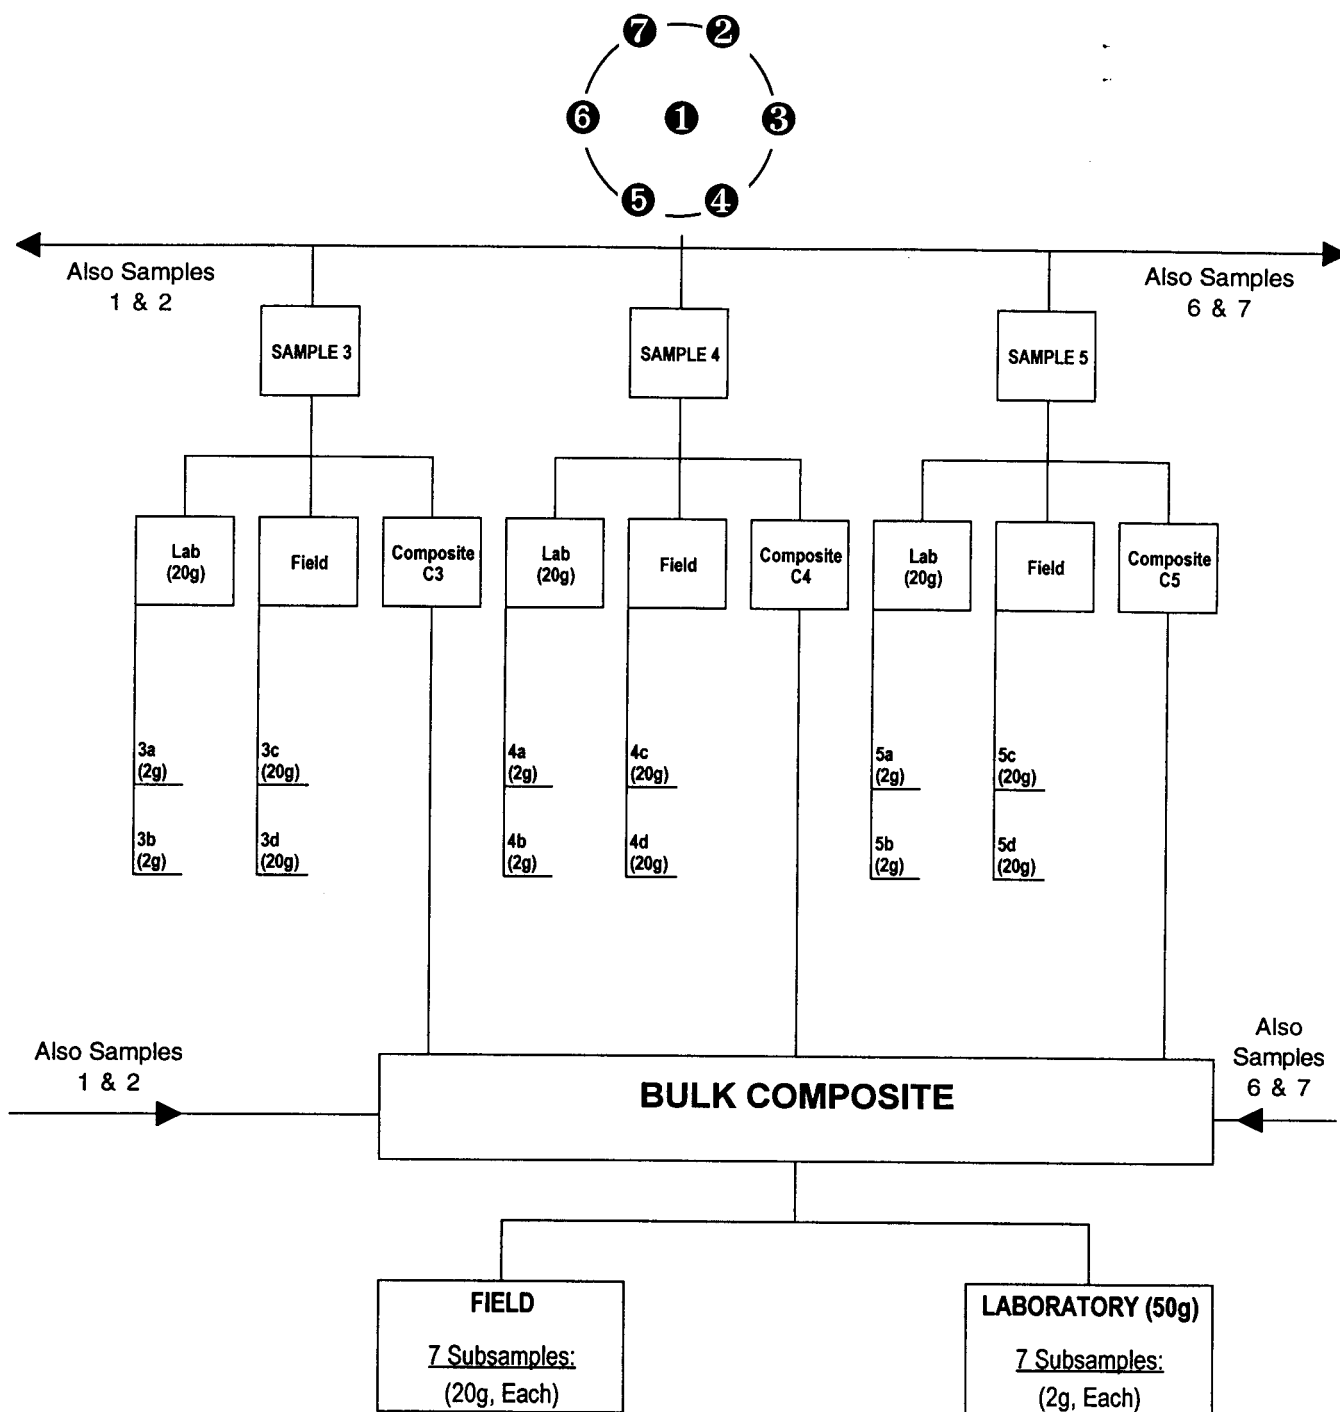 7 2
6 1 3
5 4
Also Samples
1 & 2
Also Samples
6 & 7
SAMPLE 3
SAMPLE 4
SAMPLE 5
Lab
(20g)
Field
Composite
C3
Lab
(20g)
Field
Composite
C4
Lab
(20g)
Field
Composite
C5
3a
(2g)
3c
(20g)
4a
(2g)
4c
(20g)
5a
(2g)
5c
(20g)
3b
(2g)
3d
(20g)
4b
(2g)
4d
(20g)
5b
(2g)
5d
(20g)
Also Samples
1 & 2
BULK COMPOSITE
Also
Samples
6 & 7
FIELD
7 Subsamples:
(20g, Each)
LABORATORY (50g)
7 Subsamples:
(2g, Each)